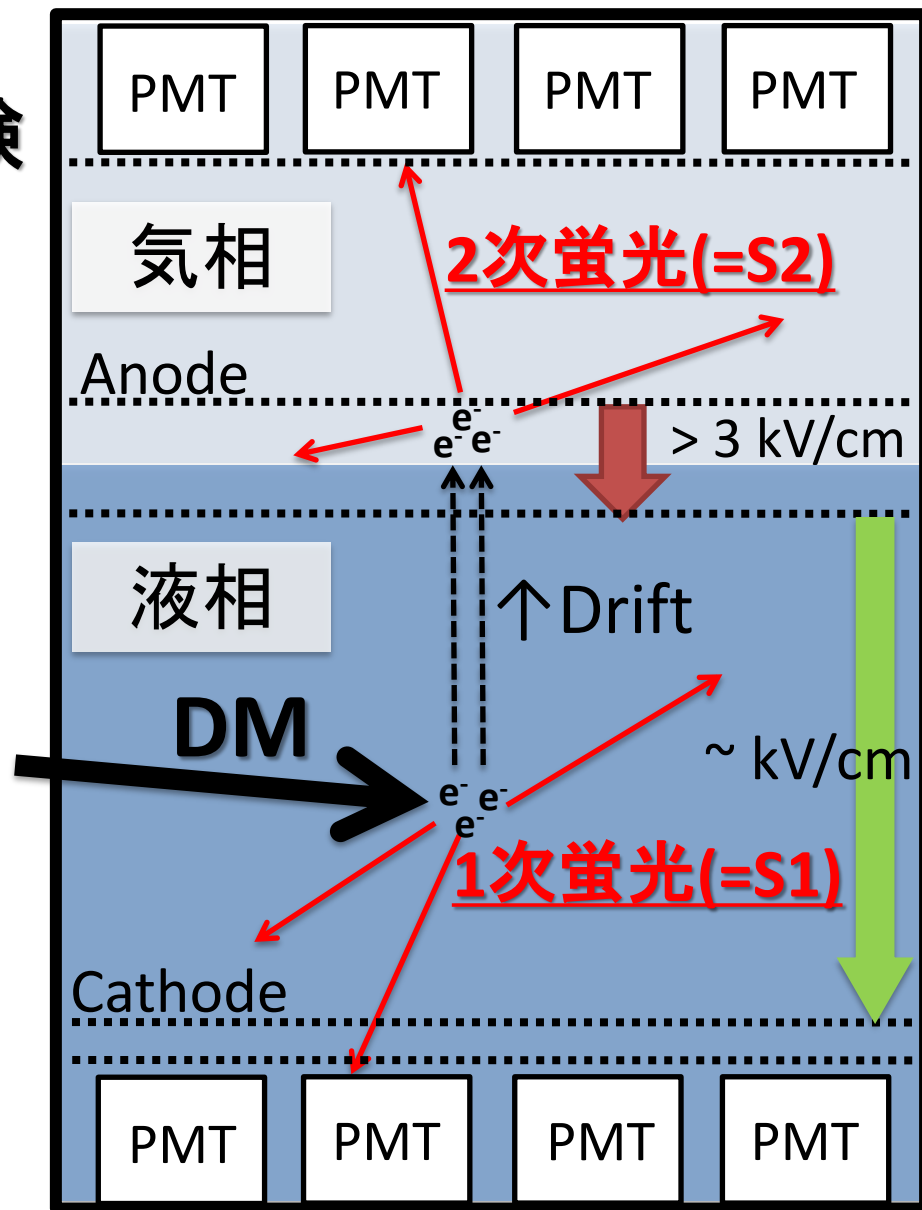 PMT PMT PMT PMT
験
気相
2次蛍光(=S2)
Anode
e-
e- e-
> 3 kV/cm
液相
↑Drift
DM
~ kV/cm
e- e-
e-
1次蛍光(=S1)
Cathode
PMT PMT PMT PMT